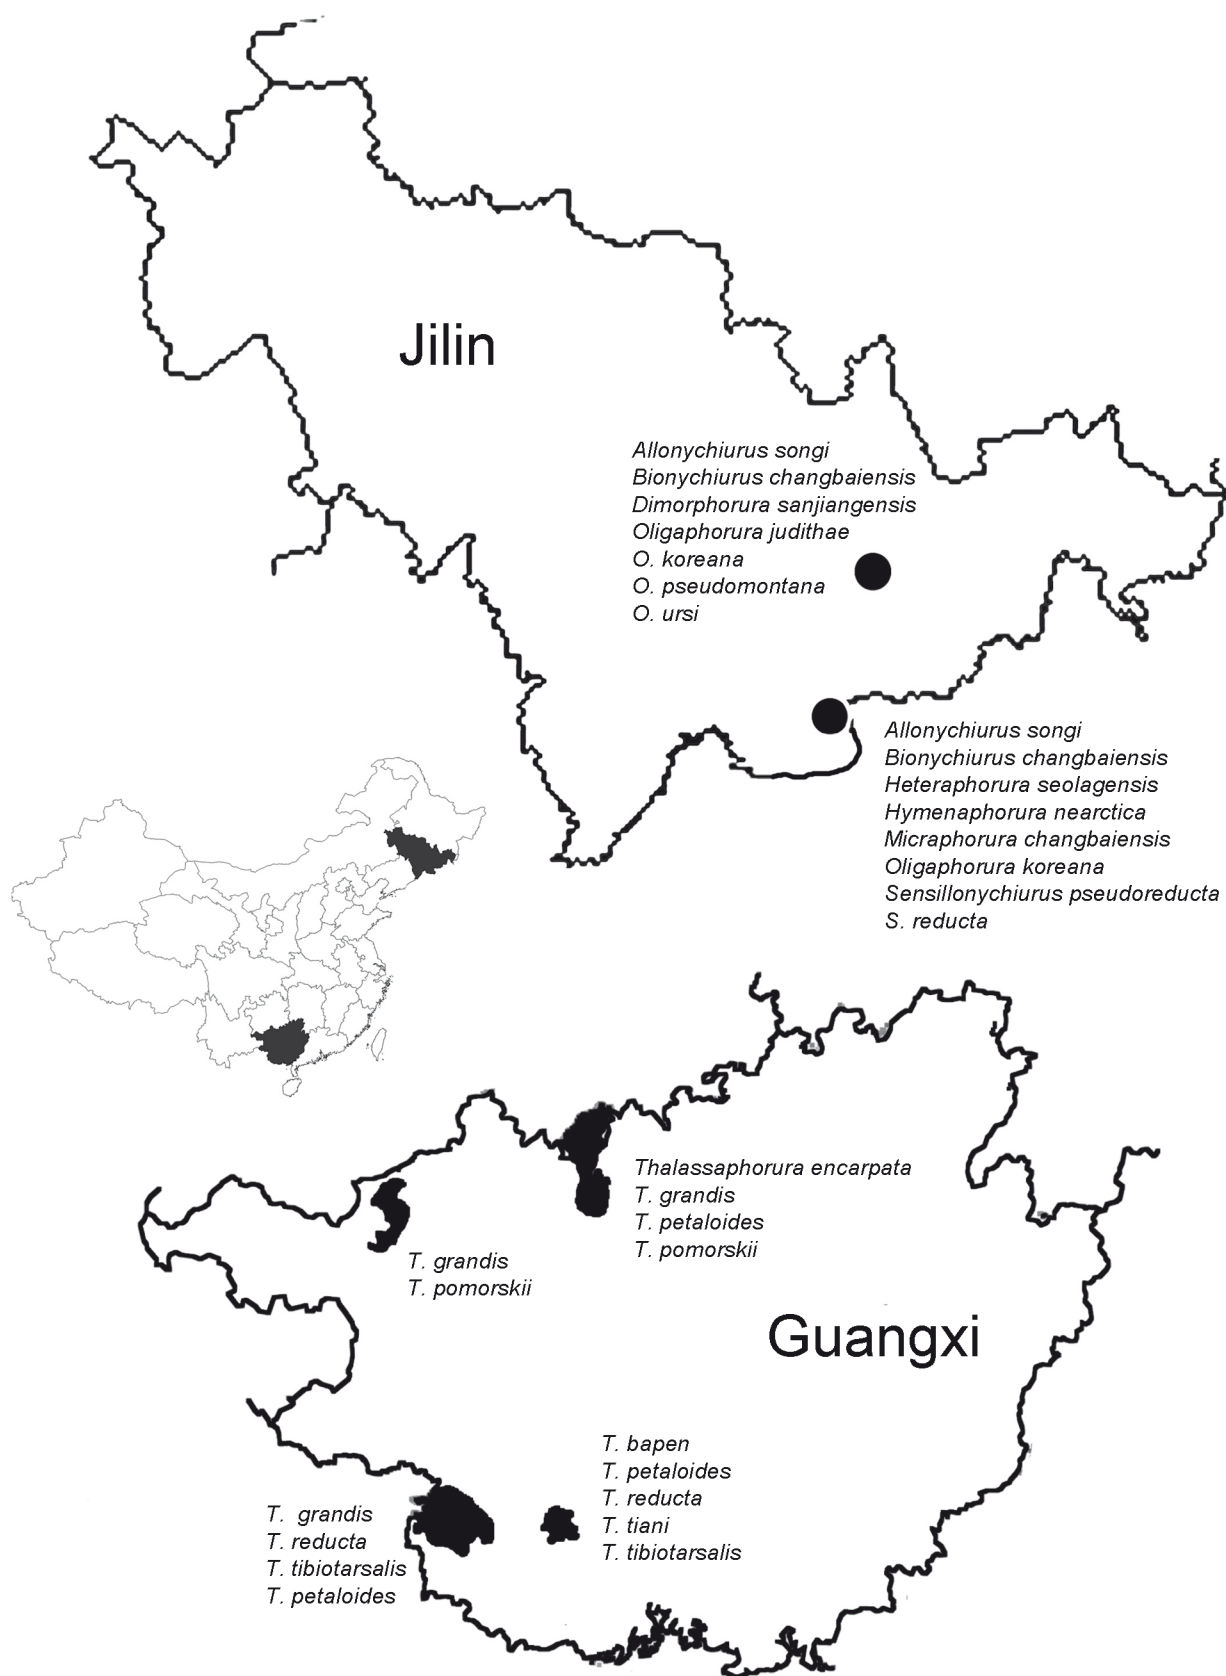 Jilin
Allonychiurus songi
Bionychiurus changbaiensis
Dimorphorura sanjiangensis
Oligaphorura judithae
O. koreana
O. pseudomontana
O. ursi
Allonychiurus songi
Bionychiurus changbaiensis
Heteraphorura seolagensis
Hymenaphorura nearctica
Micraphorura changbaiensis
Oligaphorura koreana
Sensillonychiurus pseudoreducta
S. reducta
Thalassaphorura encarpata
T. grandis
T. petaloides
T. pomorskii
T. grandis
T. pomorskii
Guangxi
T. bapen
T. petaloides
T. reducta
T. tiani
T. tibiotarsalis
T. grandis
T. reducta
T. tibiotarsalis
T. petaloides